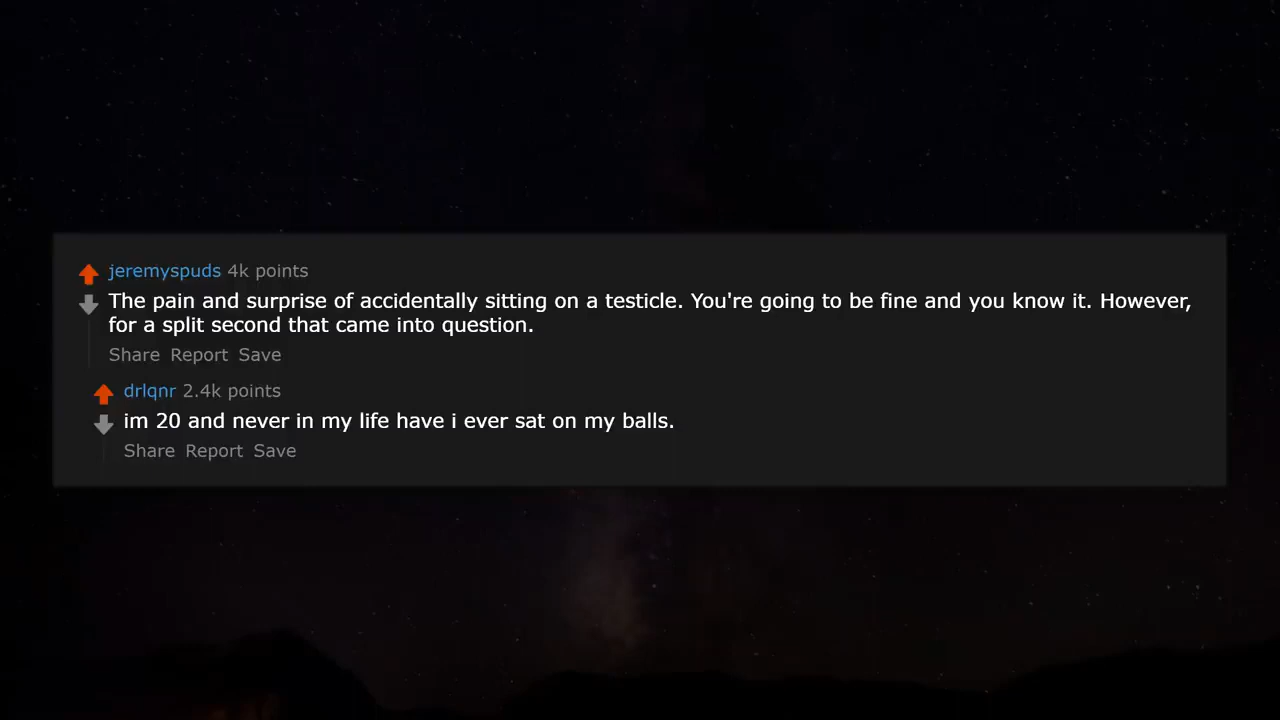 jeremyspuds 4k points
The pain and surprise of accidentally sitting on a testicle. You're going to be fine and you know it. However,
for a split second that came into question.
Share Report Save
drlqnr 2.4k points
im 20 and never in my life have i ever sat on my balls.
Share Report Save